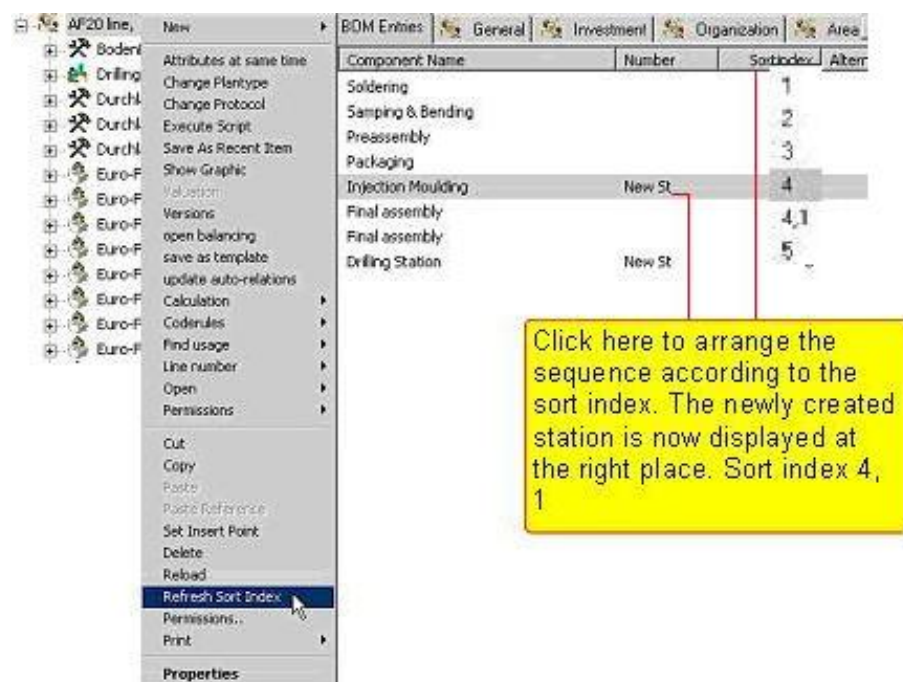 AF20 line,
Bodenl
Drilling
Durchl
Durchl
Durchl
Euro-F
Euro-F
Euro-F
Euro-F
Euro-F
Euro-F
Euro-F
Euro-F
New
Attributes at same time
Change Plantype
Change Protocol
Execute Script
Save As Recent Item
Show Graphic
Valuation
Versions
open balancing
save as template
update auto-relations
Calculation
Coderules
Find usage
Line number
Open
Permissions
Cut
Copy
Paste
Paste Reference
Set Insert Point
Delete
Reload
Refresh Sort Index
Permissions..
Print
Properties
BOM Entries General Investment Organization Area
Component Name Number Sortindex Altern
Soldering 1
Samping & Bending 2
Preassembly 3
Packaging
Injection Moulding New St 4
Final assembly 4,1
Final assembly 5
Drilling Station New St
Click here to arrange the
sequence according to the
sort index. The newly created
station is now displayed at
the right place. Sort index 4,
1